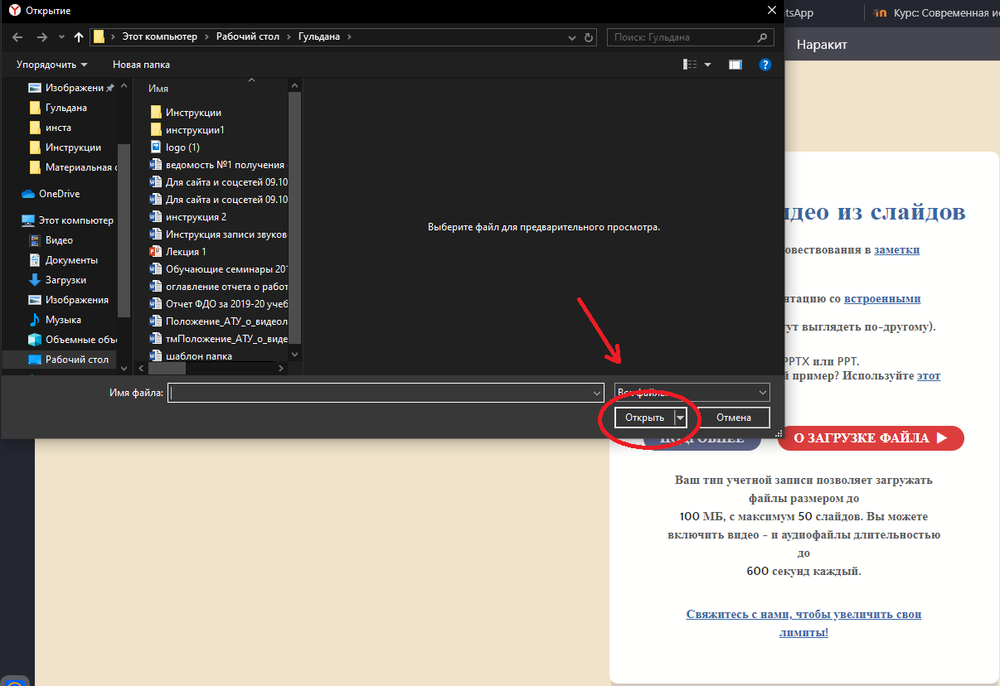 Открытие
Этот компьютер › Рабочий стол › Гульдана ›
Поиск: Гульдана
Упорядочить
Новая папка
?
Изображени
Гульдана
инста
Инструкции
Материальная
OneDrive
Этот компьютер
Видео
Документы
Загрузки
Изображения
Музыка
Объемные объ
Рабочий стол
Имя
Инструкции
инструкции1
logo (1)
ведомость №1 получения
Для сайта и соцсетей 09.10
Для сайта и соцсетей 09.10
инструкция 2
Инструкция записи звуков
Лекция 1
Обучающие семинары 201
оглавление отчета о работ
Отчет ФДО за 2019-20 учеб
Положение_АТУ_о_видеол
тмПоложение_АТУ_о_виде
шаблон папка
Выберите файл для предварительного просмотра.
Имя файла:
Все файлы
Открыть
Отмена
tsApp
Курс: Современная ис
Наракит
идео из слайдов
овествования в заметки
нтацию со встроенными
ут выглядеть по-другому).
PPTX или PPT.
й пример? Используйте этот
ПОДРОБНЕЕ
О ЗАГРУЗКЕ ФАЙЛА
Ваш тип учетной записи позволяет загружать
файлы размером до
100 МБ, с максимум 50 слайдов. Вы можете
включить видео - и аудиофайлы длительностью
до
600 секунд каждый.
Свяжитесь с нами, чтобы увеличить свои
лимиты!